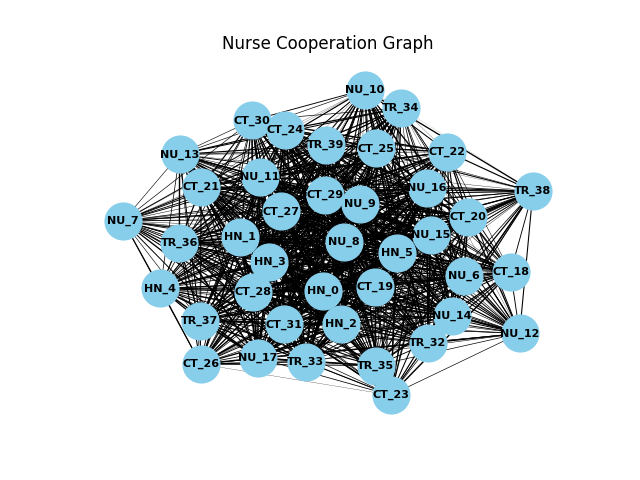 Nurse Cooperation Graph
NU_10
TR_34
CT_30
CT_24
TR_39
CT_25
CT_22
NU_13
NU_11
CT_21
NU_16
TR_38
CT_29
NU_9
CT_27
CT_20
NU_7
HN_1
NU_15
TR_36
NU_8
HN_5
HN_3
CT_18
NU_6
HN_4
CT_28
HN_0
CT_19
NU_14
TR_37
CT_31
HN_2
NU_12
TR_32
NU_17
TR_33
CT_26
TR_35
CT_23